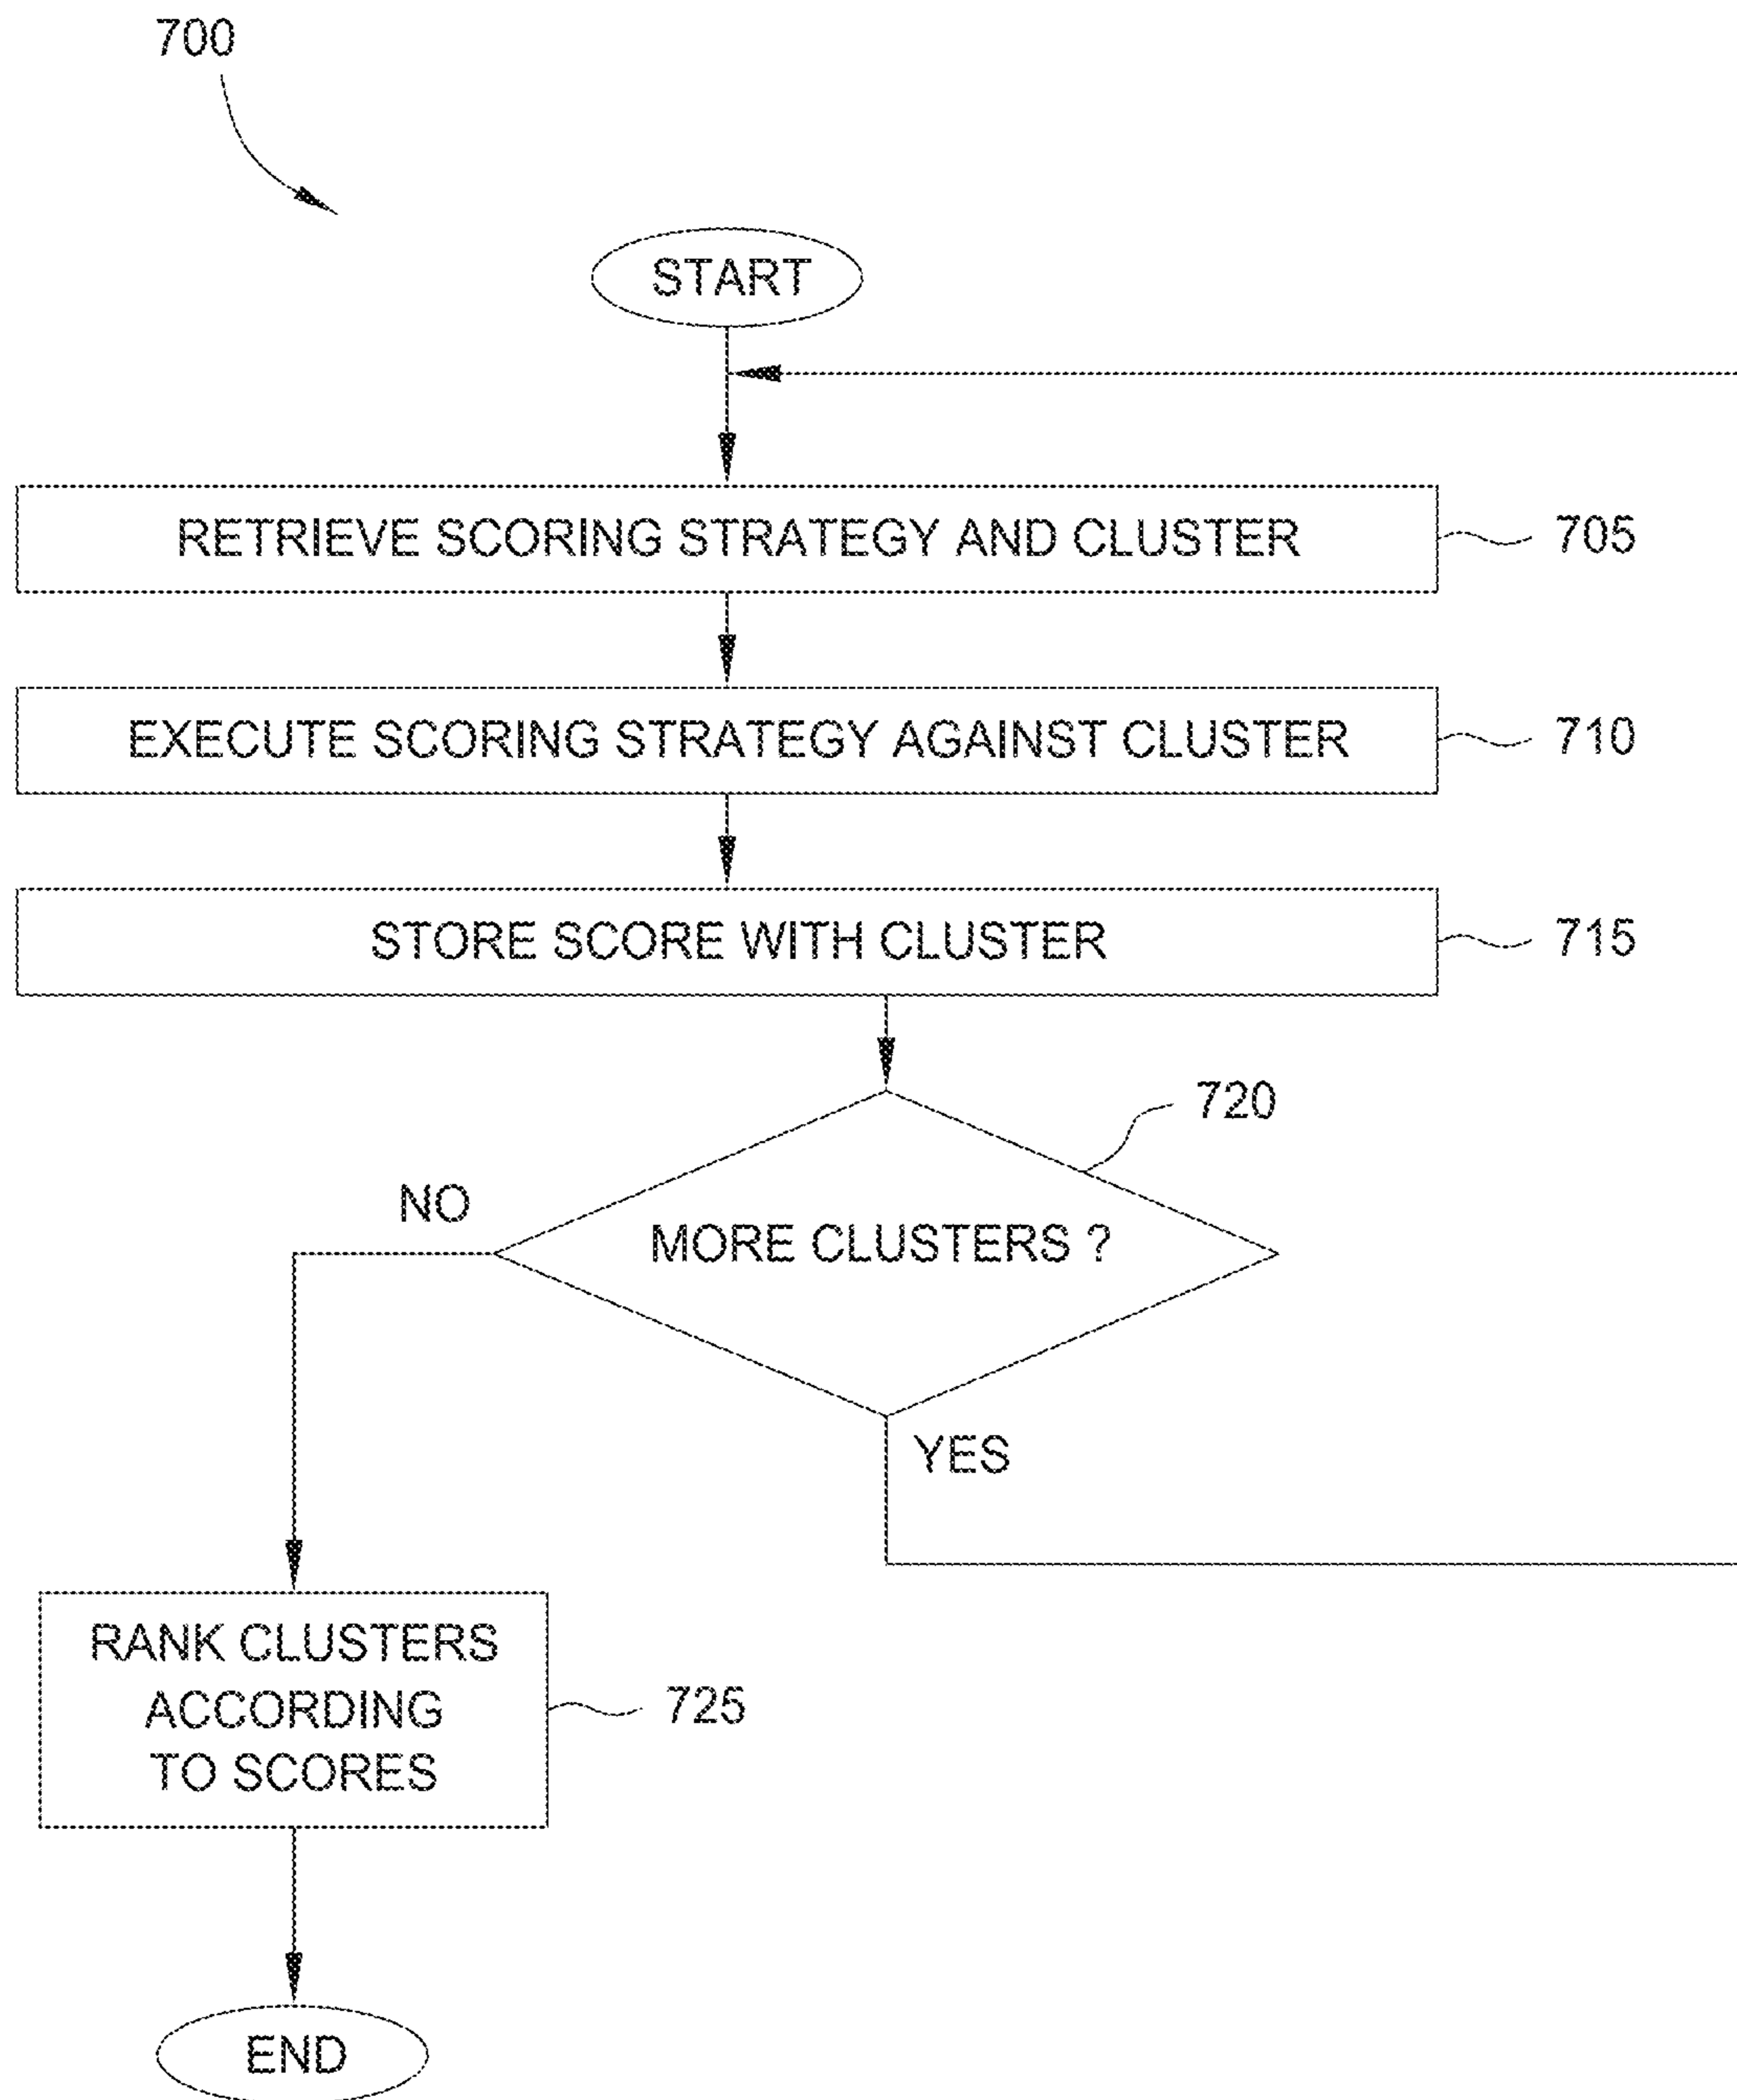 700
START
RETRIEVE SCORING STRATEGY AND CLUSTER
705
EXECUTE SCORING STRATEGY AGAINST CLUSTER
710
STORE SCORE WITH CLUSTER
715
720
NO
MORE CLUSTERS ?
YES
RANK CLUSTERS
ACCORDING
TO SCORES
725
END